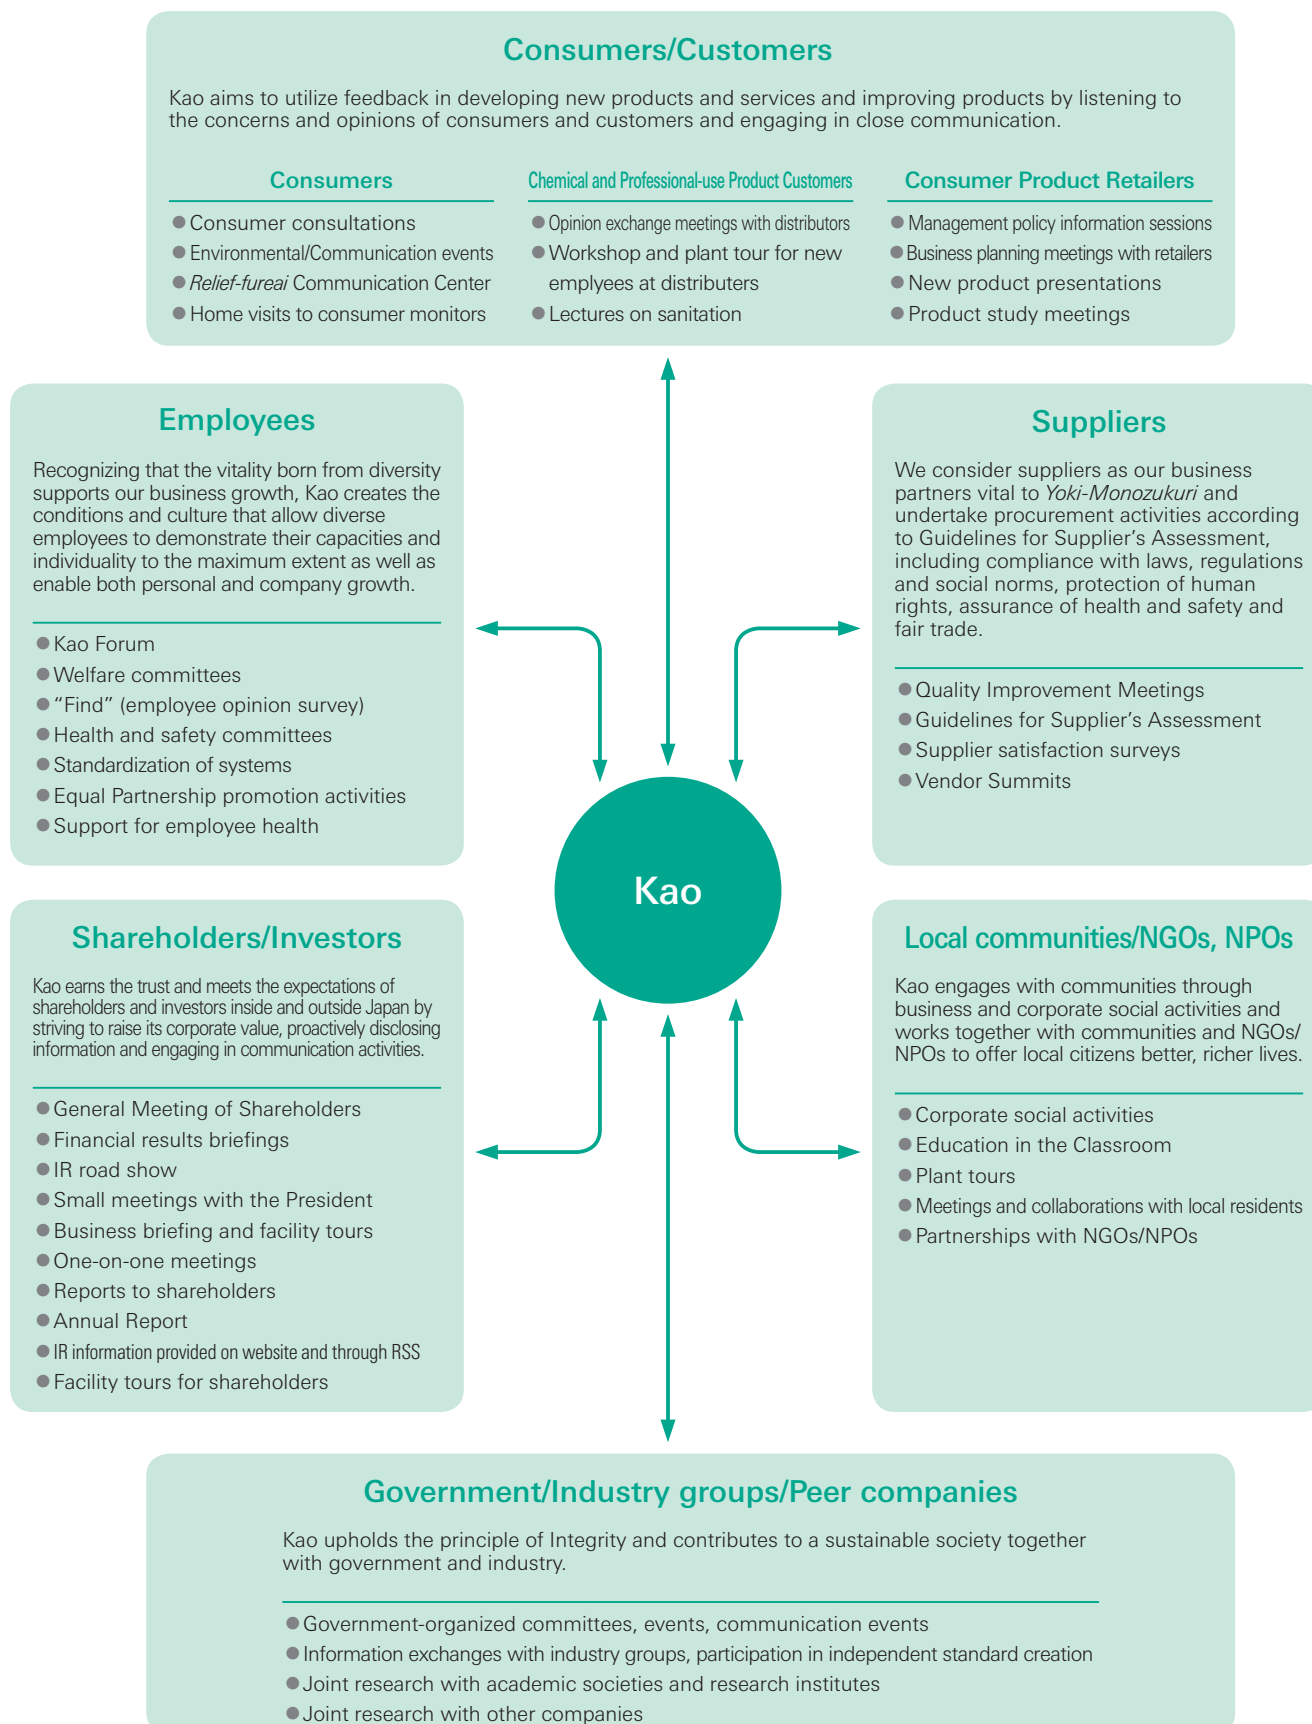 Consumers/Customers
Kao aims to utilize feedback in developing new products and services and improving products by listening to
the concerns and opinions of consumers and customers and engaging in close communication.
Consumers
● Consumer consultations
● Environmental/Communication events
● Relief-fureai Communication Center
● Home visits to consumer monitors
Chemical and Professional-use Product Customers
● Opinion exchange meetings with distributors
● Workshop and plant tour for new
emplyees at distributers
● Lectures on sanitation
Consumer Product Retailers
● Management policy information sessions
● Business planning meetings with retailers
● New product presentations
● Product study meetings
Employees
Recognizing that the vitality born from diversity
supports our business growth, Kao creates the
conditions and culture that allow diverse
employees to demonstrate their capacities and
individuality to the maximum extent as well as
enable both personal and company growth.
● Kao Forum
● Welfare committees
● “Find” (employee opinion survey)
● Health and safety committees
● Standardization of systems
● Equal Partnership promotion activities
● Support for employee health
Suppliers
We consider suppliers as our business
partners vital to Yoki-Monozukuri and
undertake procurement activities according
to Guidelines for Supplier’s Assessment,
including compliance with laws, regulations
and social norms, protection of human
rights, assurance of health and safety and
fair trade.
● Quality Improvement Meetings
● Guidelines for Supplier’s Assessment
● Supplier satisfaction surveys
● Vendor Summits
Kao
Shareholders/Investors
Kao earns the trust and meets the expectations of
shareholders and investors inside and outside Japan by
striving to raise its corporate value, proactively disclosing
information and engaging in communication activities.
● General Meeting of Shareholders
● Financial results briefings
● IR road show
● Small meetings with the President
● Business briefing and facility tours
● One-on-one meetings
● Reports to shareholders
● Annual Report
● IR information provided on website and through RSS
● Facility tours for shareholders
Local communities/NGOs, NPOs
Kao engages with communities through
business and corporate social activities and
works together with communities and NGOs/
NPOs to offer local citizens better, richer lives.
● Corporate social activities
● Education in the Classroom
● Plant tours
● Meetings and collaborations with local residents
● Partnerships with NGOs/NPOs
Government/Industry groups/Peer companies
Kao upholds the principle of Integrity and contributes to a sustainable society together
with government and industry.
● Government-organized committees, events, communication events
● Information exchanges with industry groups, participation in independent standard creation
● Joint research with academic societies and research institutes
● Joint research with other companies